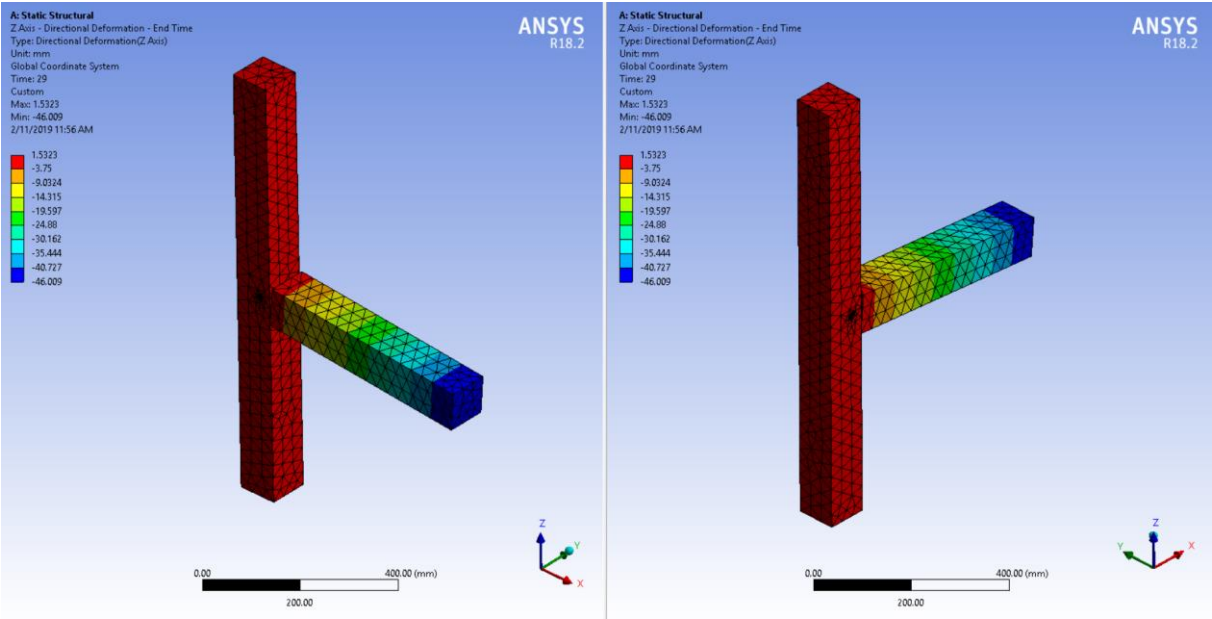 A: Static Structural
Z Axis - Directional Deformation - End Time
Type: Directional Deformation(Z Axis)
Unit: mm
Global Coordinate System
Time: 29
Custom
Max: 1.5323
Min: -46.009
2/11/2019 11:56 AM
1.5323
-3.75
-9.0324
-14.315
-19.597
-24.88
-30.162
-35.444
-40.727
-46.009
ANSYS
R18.2
Z
Y
X
0.00
400.00 (mm)
200.00
A: Static Structural
Z Axis - Directional Deformation - End Time
Type: Directional Deformation(Z Axis)
Unit: mm
Global Coordinate System
Time: 29
Custom
Max: 1.5323
Min: -46.009
2/11/2019 11:56 AM
1.5323
-3.75
-9.0324
-14.315
-19.597
-24.88
-30.162
-35.444
-40.727
-46.009
ANSYS
R18.2
Z
Y
X
0.00
400.00 (mm)
200.00